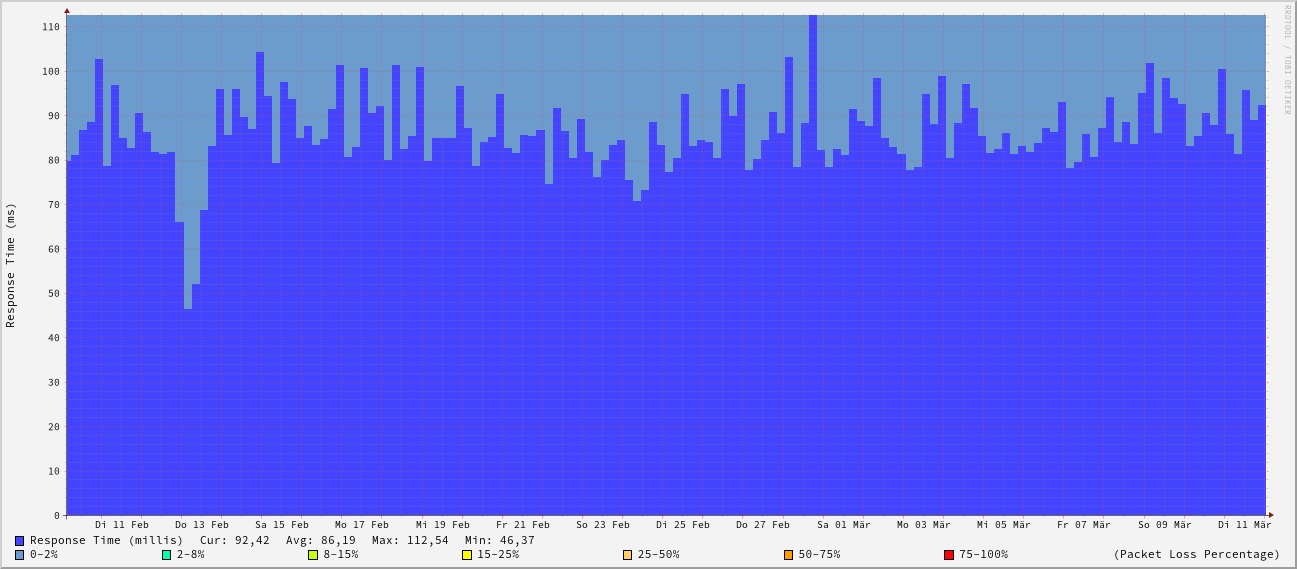 RRDTOOL / TOBI OETIKER
Response Time (ms)
110
100
90
80
70
60
50
40
30
20
10
0
Di 11 Feb Do 13 Feb Sa 15 Feb Mo 17 Feb Mi 19 Feb Fr 21 Feb So 23 Feb Di 25 Feb Do 27 Feb Sa 01 Mär Mo 03 Mär Mi 05 Mär Fr 07 Mär So 09 Mär Di 11 Mär
Response Time (millis) Cur: 92,42 Avg: 86,19 Max: 112,54 Min: 46,37
0-2% 2-8% 8-15% 15-25% 25-50% 50-75% 75-100% (Packet Loss Percentage)